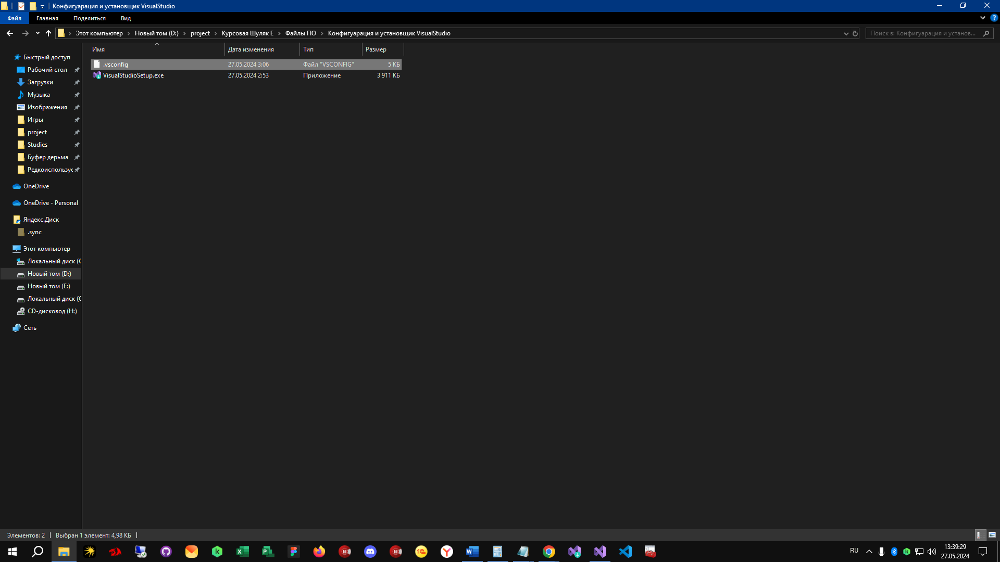 Конфигуарация и установщик VisualStudio
Файл Главная Поделиться Вид
Этот компьютер Новый том (D:) project Курсовая Шуляк Е Файлы ПО Конфигуарация и установщик VisualStudio
Поиск в: Конфигуарация и установ...
Имя Дата изменения Тип Размер
.vsconfig 27.05.2024 3:06 Файл "VSCONFIG" 5 КБ
VisualStudioSetup.exe 27.05.2024 2:53 Приложение 3 911 КБ
Быстрый доступ
Рабочий стол
Загрузки
Музыка
Изображения
Игры
project
Studies
Буфер дерьма
Редкоиспользуе
OneDrive
OneDrive - Personal
Яндекс.Диск
.sync
Этот компьютер
Локальный диск (C
Новый том (D:)
Новый том (E:)
Локальный диск (G
CD-дисковод (H:)
Сеть
Элементов: 2
Выбран 1 элемент: 4,98 КБ
RU
13:39:29
27.05.2024